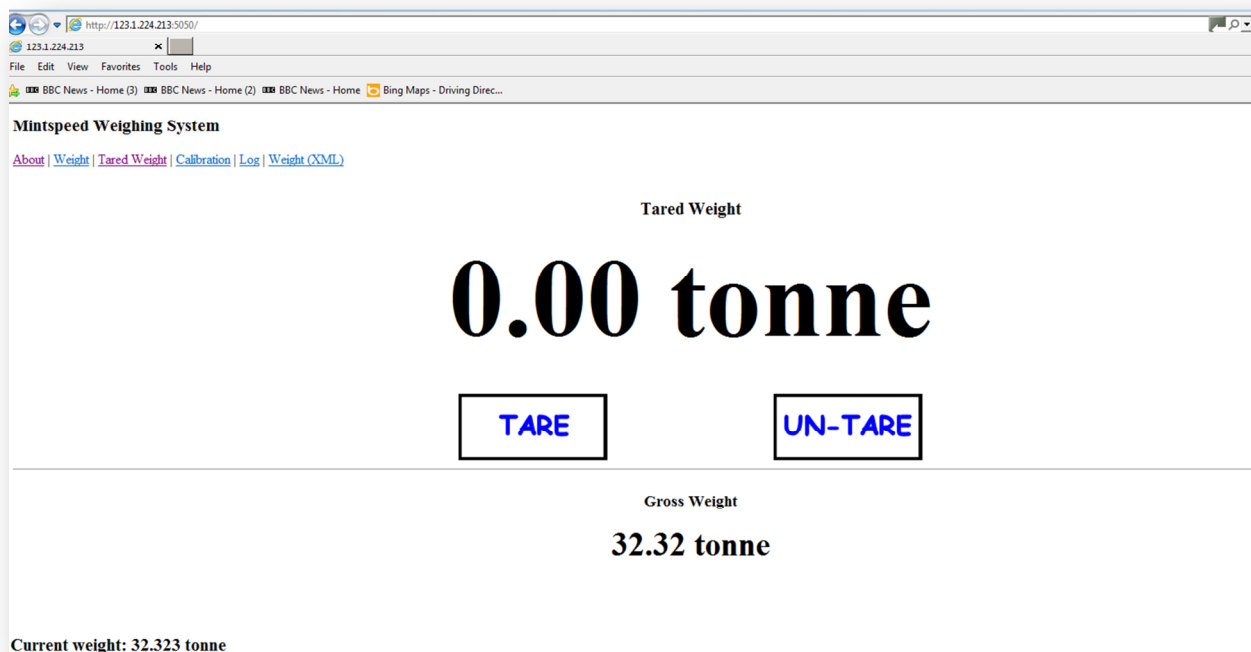 http://123.1.224.213:5050/
123.1.224.213
File Edit View Favorites Tools Help
BBC News - Home (3) BBC News - Home (2) BBC News - Home Bing Maps - Driving Direc...
Mintspeed Weighing System
About | Weight | Tared Weight | Calibration | Log | Weight (XML)
Tared Weight
0.00 tonne
TARE UN-TARE
Gross Weight
32.32 tonne
Current weight: 32.323 tonne